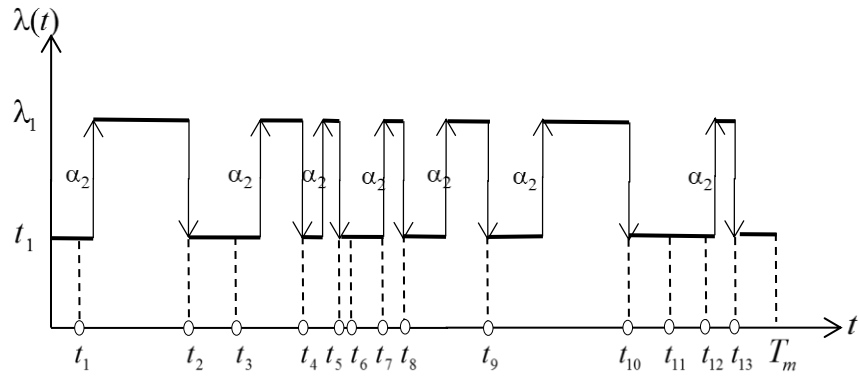 λ(t)
λ₁
α₂ α₂ α₂ α₂ α₂ α₂ α₂
t₁
t
t₁ t₂ t₃ t₄ t₅ t₆ t₇ t₈ t₉ t₁₀ t₁₁ t₁₂ t₁₃ Tₘ